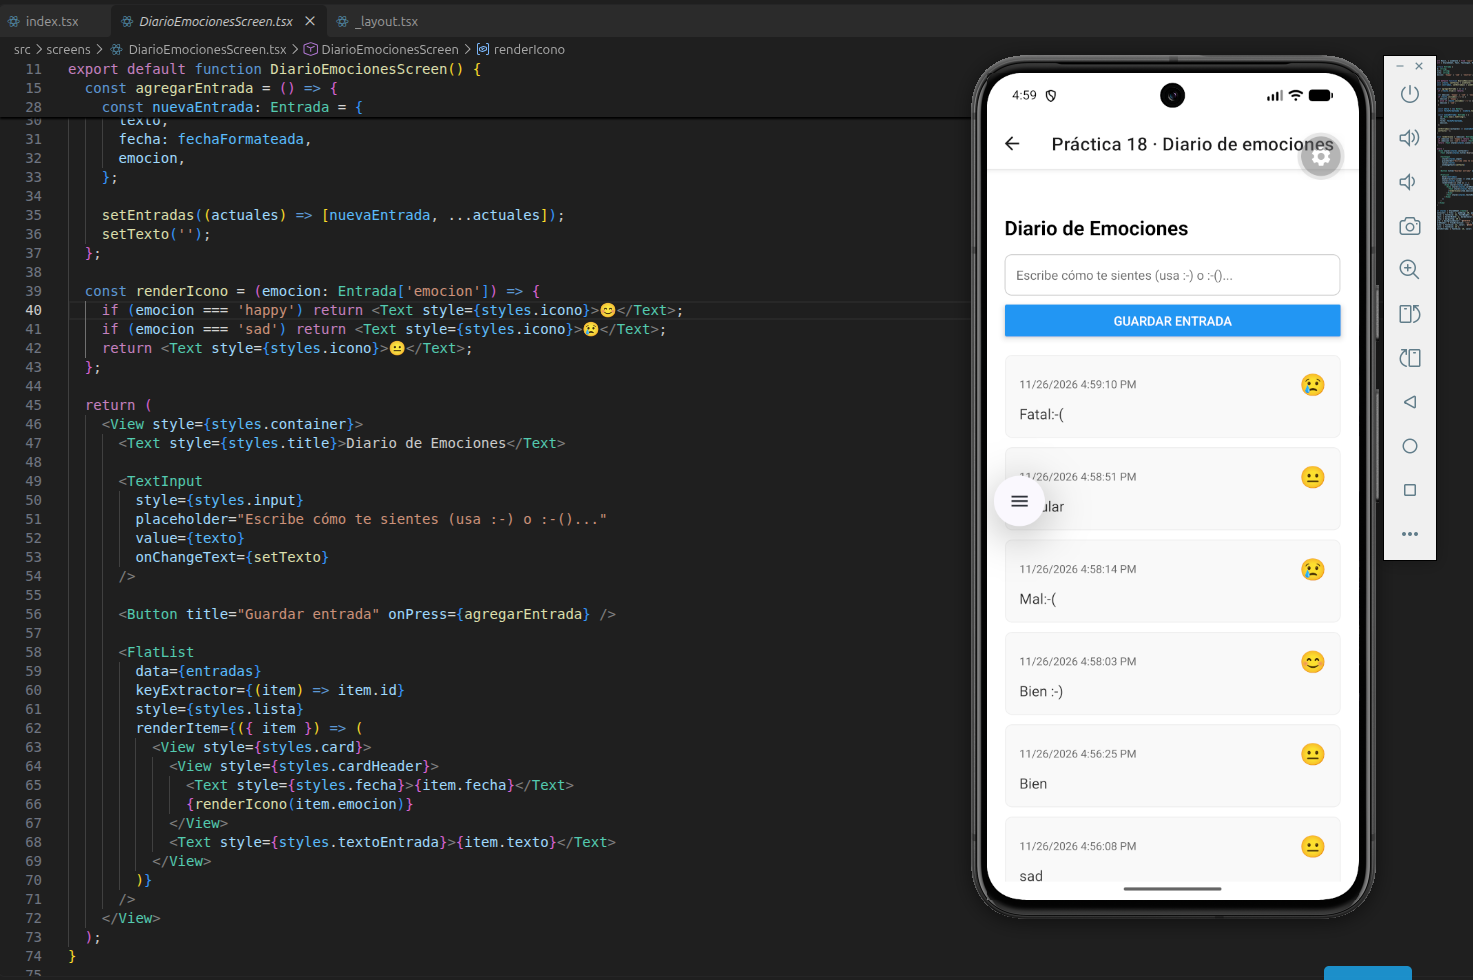 index.tsx
DiarioEmocionesScreen.tsx
_layout.tsx
src > screens > DiarioEmocionesScreen.tsx > DiarioEmocionesScreen > renderIcono
11 export default function DiarioEmocionesScreen() {
15 const agregarEntrada = () => {
28 const nuevaEntrada: Entrada = {
30 texto,
31 fecha: fechaFormateada,
32 emocion,
33 };
34
35 setEntradas((actuales) => [nuevaEntrada, ...actuales]);
36 setTexto('');
37 };
38
39 const renderIcono = (emocion: Entrada['emocion']) => {
40 if (emocion === 'happy') return <Text style={styles.icono}>😊</Text>;
41 if (emocion === 'sad') return <Text style={styles.icono}>😢</Text>;
42 return <Text style={styles.icono}>😐</Text>;
43 };
44
45 return (
46 <View style={styles.container}>
47 <Text style={styles.title}>Diario de Emociones</Text>
48
49 <TextInput
50 style={styles.input}
51 placeholder="Escribe cómo te sientes (usa :-) o :-()..."
52 value={texto}
53 onChangeText={setTexto}
54 />
55
56 <Button title="Guardar entrada" onPress={agregarEntrada} />
57
58 <FlatList
59 data={entradas}
60 keyExtractor={(item) => item.id}
61 style={styles.lista}
62 renderItem={({ item }) => (
63 <View style={styles.card}>
64 <View style={styles.cardHeader}>
65 <Text style={styles.fecha}>{item.fecha}</Text>
66 {renderIcono(item.emocion)}
67 </View>
68 <Text style={styles.textoEntrada}>{item.texto}</Text>
69 </View>
70 )}
71 />
72 </View>
73 );
74 }
75
4:59
Práctica 18 · Diario de emociones
Diario de Emociones
Escribe cómo te sientes (usa :-) o :-()...
GUARDAR ENTRADA
11/26/2026 4:59:10 PM 😢
Fatal:-(
11/26/2026 4:58:51 PM 😐
ular
11/26/2026 4:58:14 PM 😢
Mal:-(
11/26/2026 4:58:03 PM 😊
Bien :-)
11/26/2026 4:56:25 PM 😐
Bien
11/26/2026 4:56:08 PM 😐
sad